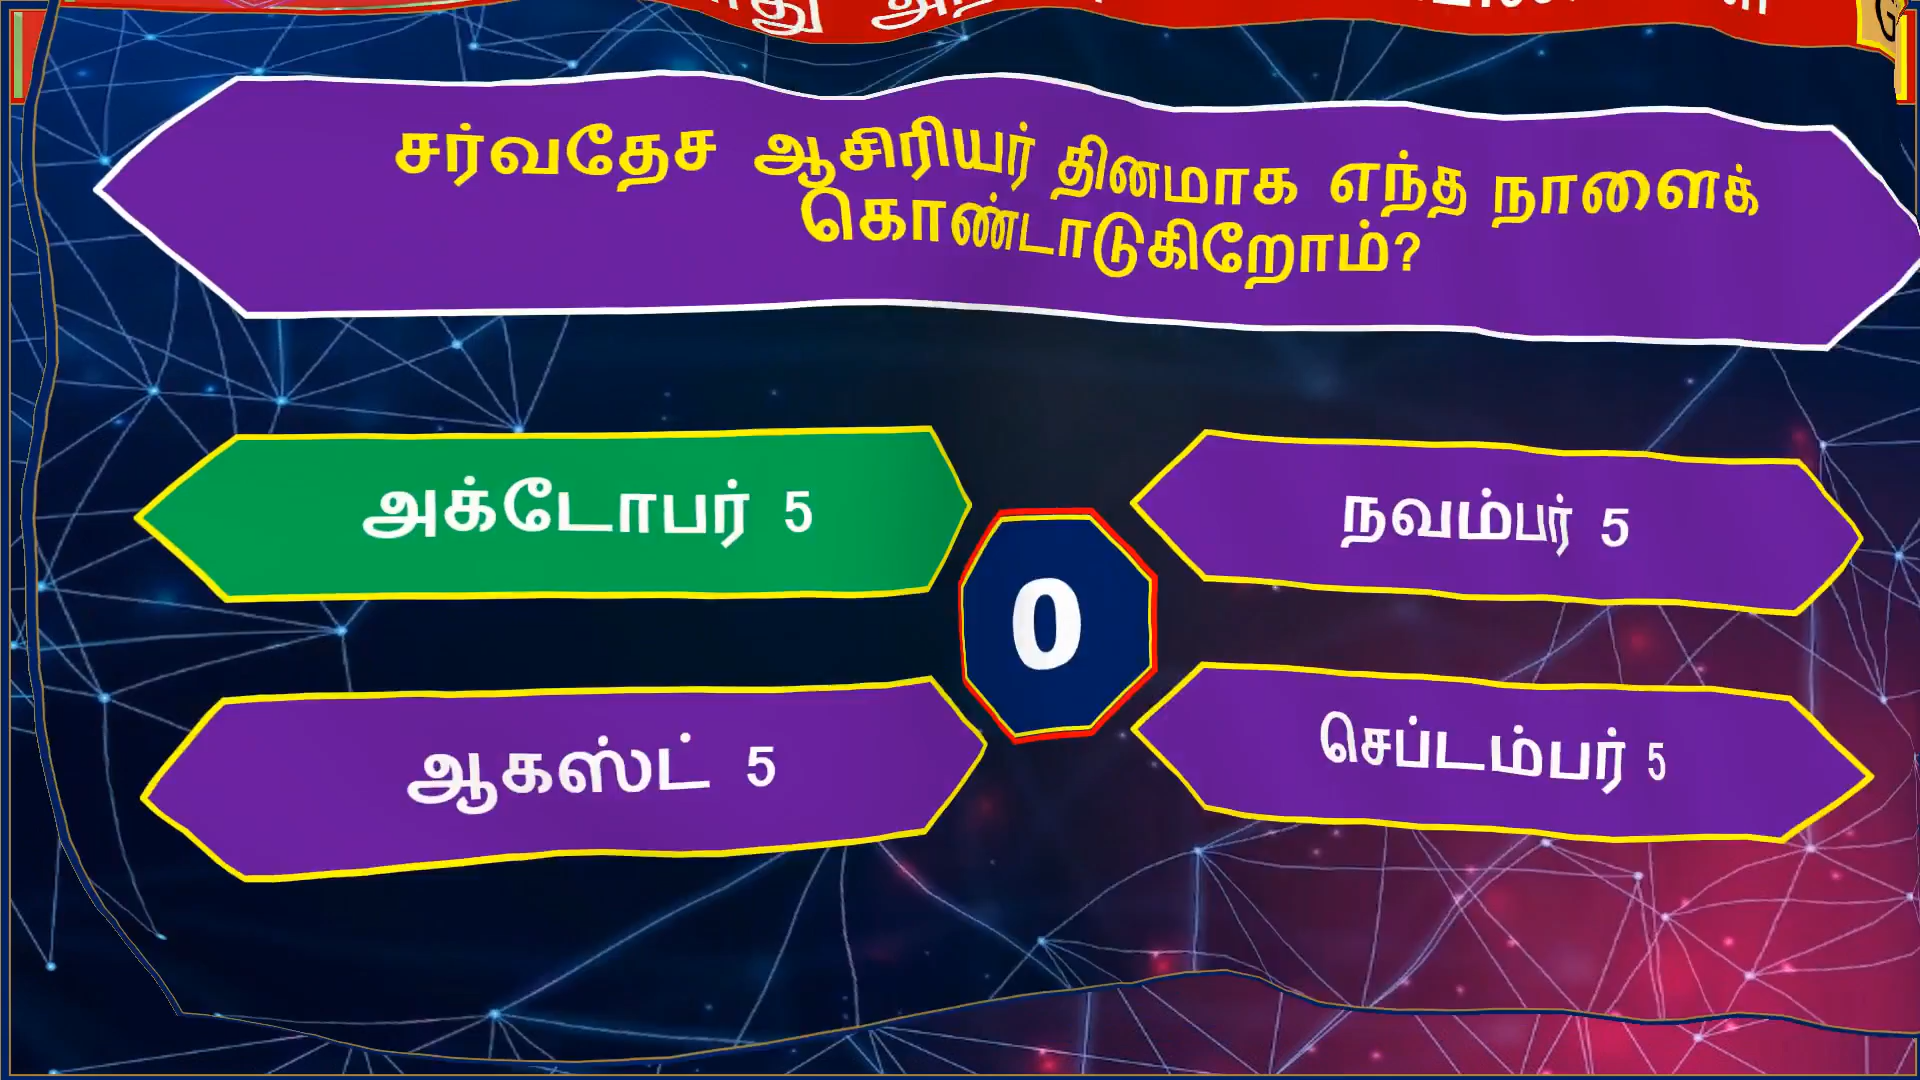 சர்வதேச ஆசிரியர் தினமாக எந்த நாளைக்
கொண்டாடுகிறோம்?
அக்டோபர் 5
நவம்பர் 5
0
ஆகஸ்ட் 5
செப்டம்பர் 5